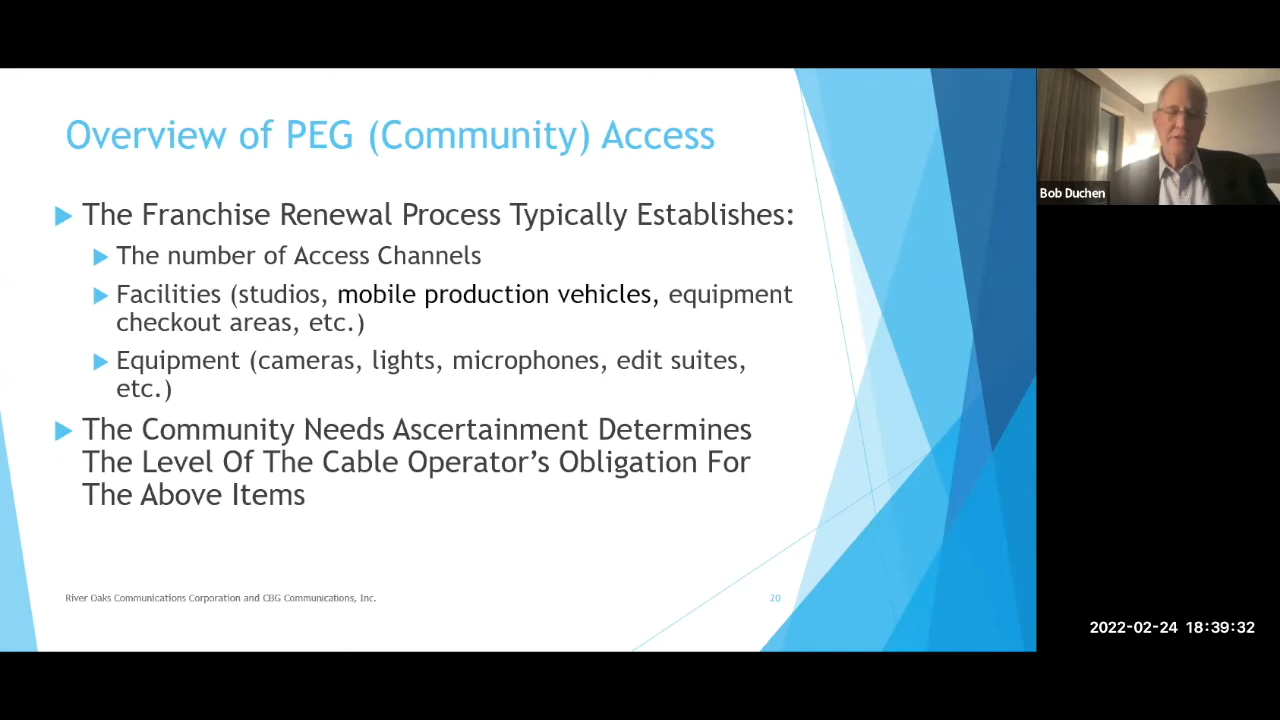 Overview of PEG (Community) Access
The Franchise Renewal Process Typically Establishes:
The number of Access Channels
Facilities (studios, mobile production vehicles, equipment
checkout areas, etc.)
Equipment (cameras, lights, microphones, edit suites,
etc.)
The Community Needs Ascertainment Determines
The Level Of The Cable Operator’s Obligation For
The Above Items
River Oaks Communications Corporation and CBG Communications, Inc.
20
Bob Duchen
2022-02-24 18:39:32